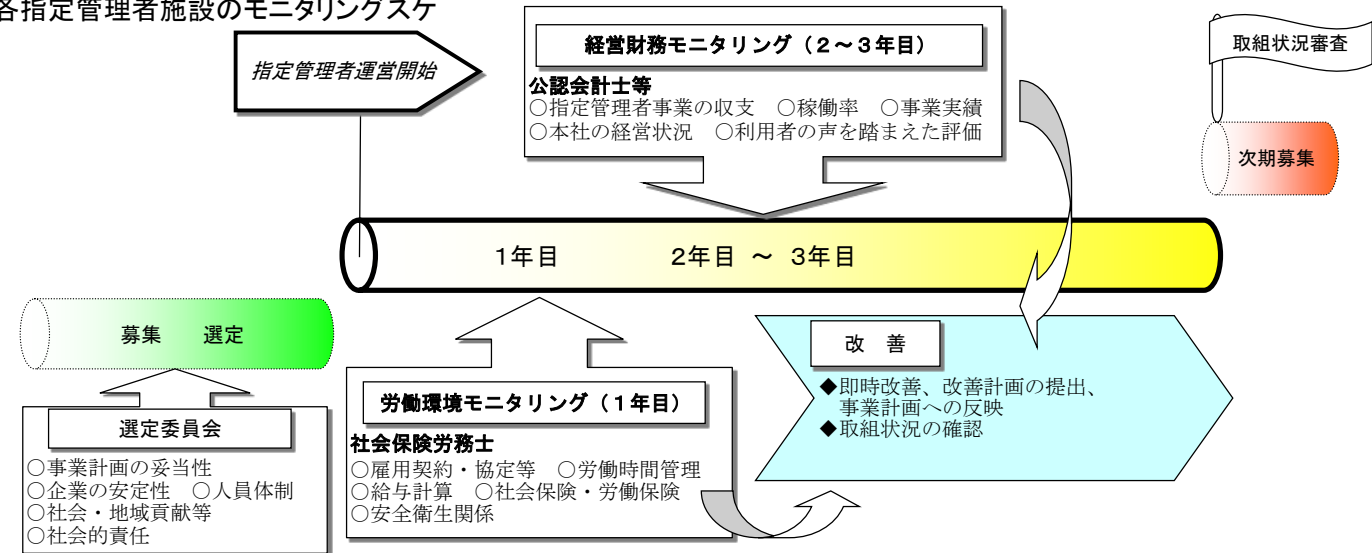 各指定管理者施設のモニタリングスケ
指定管理者運営開始
経営財務モニタリング（２～３年目）
公認会計士等
○指定管理者事業の収支　○稼働率　○事業実績
○本社の経営状況　○利用者の声を踏まえた評価
取組状況審査
次期募集
１年目　２年目 ～ ３年目
募集　選定
選定委員会
○事業計画の妥当性
○企業の安定性　○人員体制
○社会・地域貢献等
○社会的責任
労働環境モニタリング（１年目）
社会保険労務士
○雇用契約・協定等　○労働時間管理
○給与計算　○社会保険・労働保険
○安全衛生関係
改　善
◆即時改善、改善計画の提出、
事業計画への反映
◆取組状況の確認